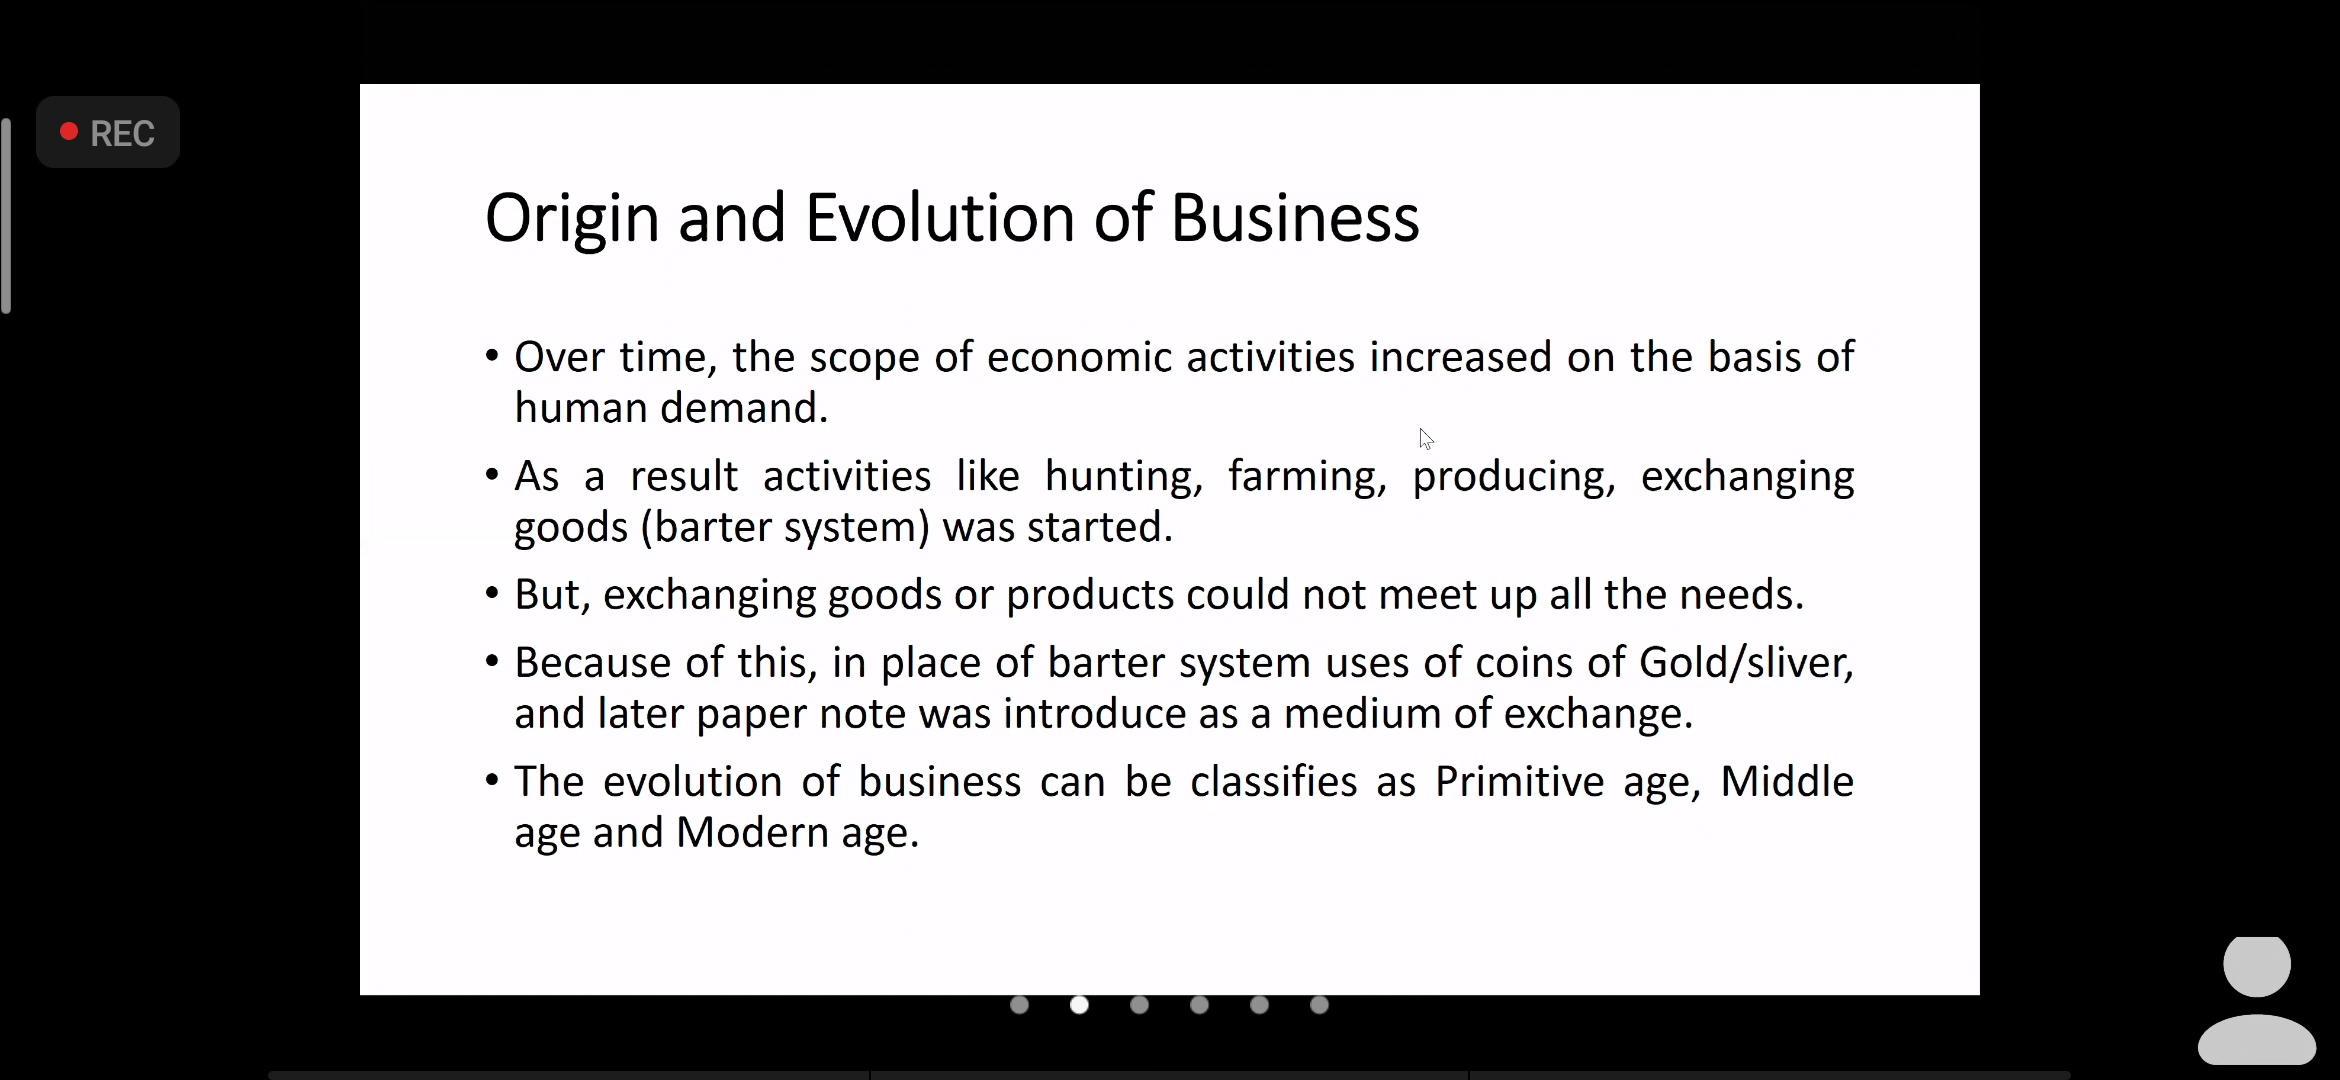 REC
Origin and Evolution of Business
• Over time, the scope of economic activities increased on the basis of
human demand.
• As a result activities like hunting, farming, producing, exchanging
goods (barter system) was started.
• But, exchanging goods or products could not meet up all the needs.
• Because of this, in place of barter system uses of coins of Gold/sliver,
and later paper note was introduce as a medium of exchange.
• The evolution of business can be classifies as Primitive age, Middle
age and Modern age.